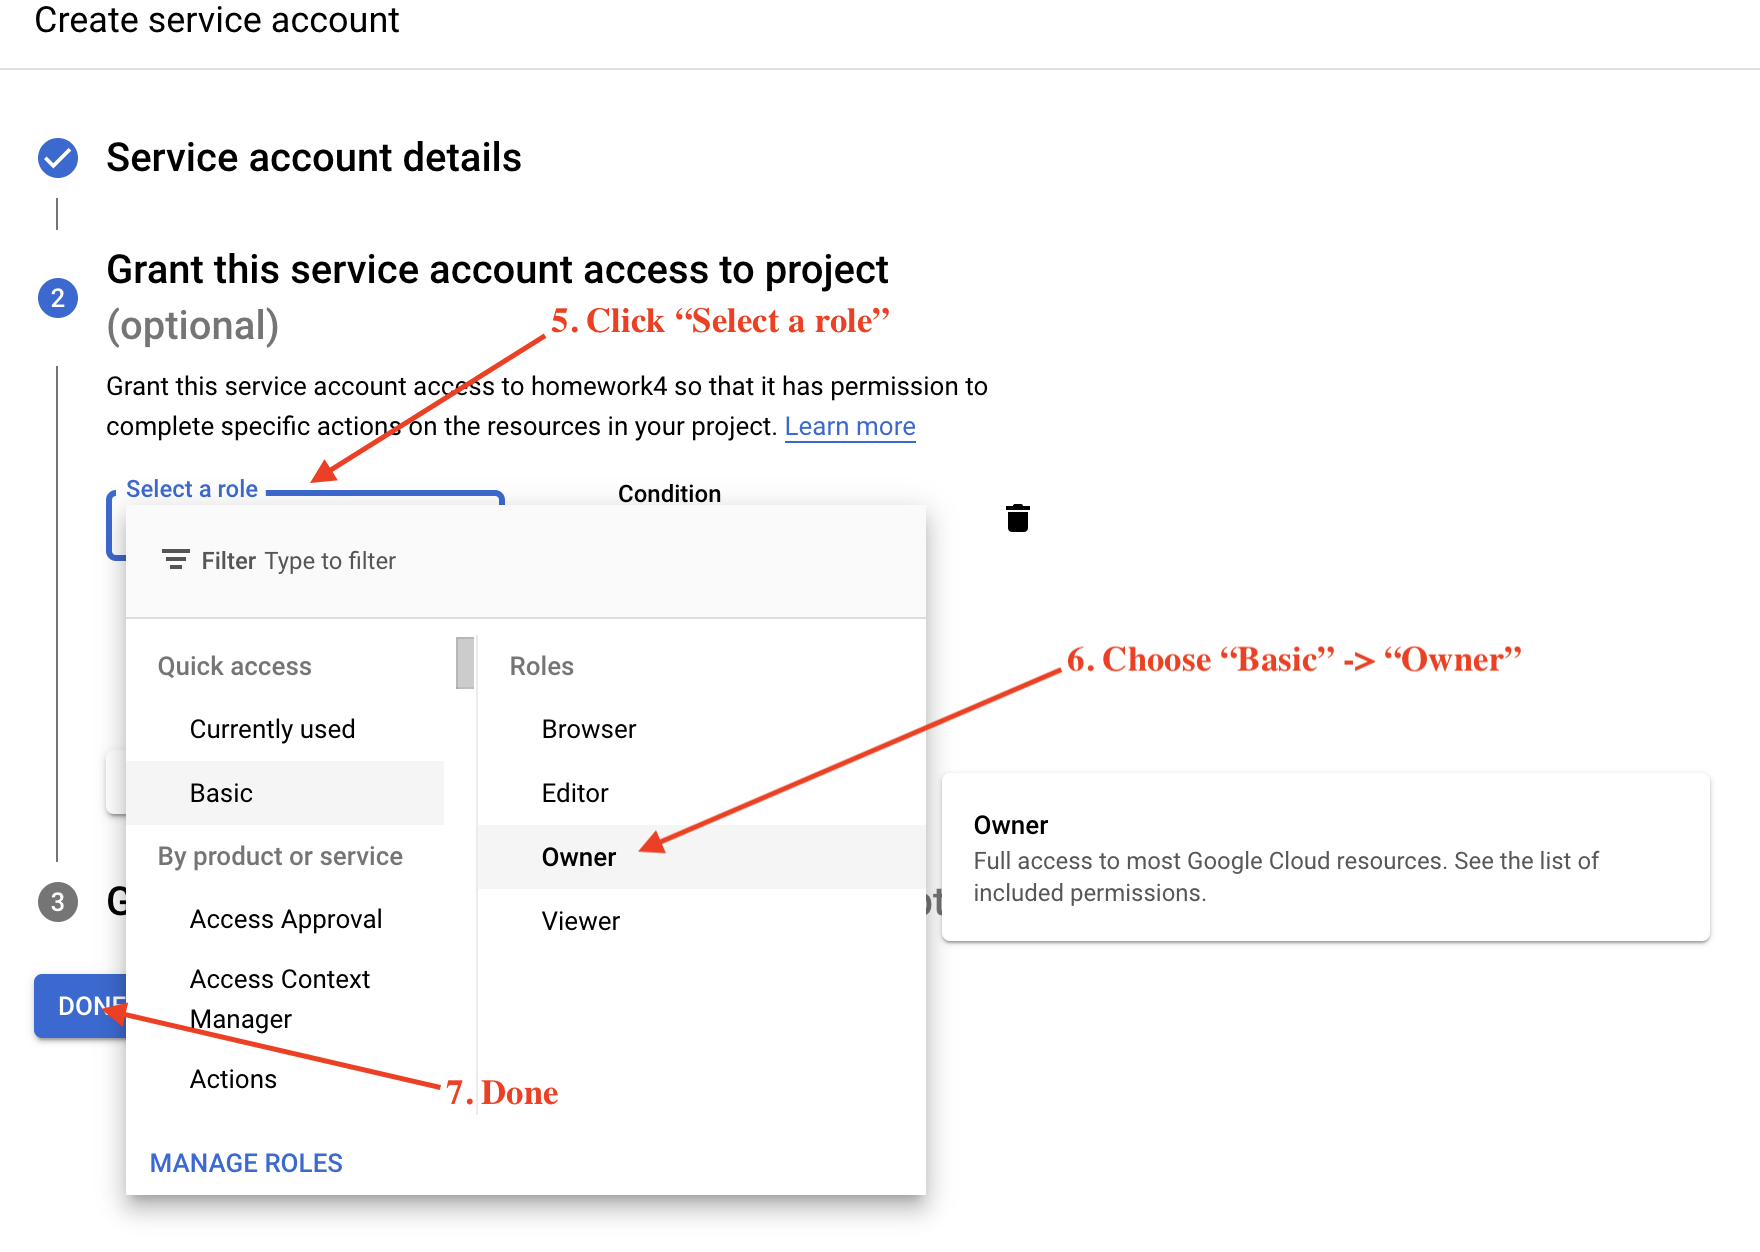 Create service account
Service account details
2
Grant this service account access to project
(optional)
5. Click “Select a role”
Grant this service account access to homework4 so that it has permission to
complete specific actions on the resources in your project. Learn more
Select a role
Condition
Filter Type to filter
Quick access
Currently used
Basic
By product or service
Access Approval
Access Context
Manager
Actions
MANAGE ROLES
Roles
Browser
Editor
Owner
Viewer
6. Choose “Basic” -> “Owner”
Owner
Full access to most Google Cloud resources. See the list of
included permissions.
3
DONE
7. Done